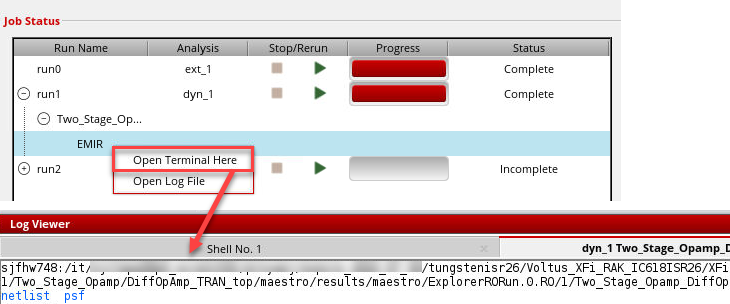 Job Status
Run Name Analysis Stop/Rerun Progress Status
run0 ext_1 Complete
run1 dyn_1 Complete
Two_Stage_Op...
EMIR
Open Terminal Here
run2 Incomplete
Open Log File
Log Viewer
Shell No. 1 dyn_1 Two_Stage_Opamp_D
sjfhw748:/it/ /tungstenisr26/Voltus_XFi_RAK_IC618ISR26/XFi
1/Two_Stage_Opamp/DiffOpAmp_TRAN_top/maestro/results/maestro/ExplorerRORun.0.RO/1/Two_Stage_Opamp_DiffOp
netlist psf